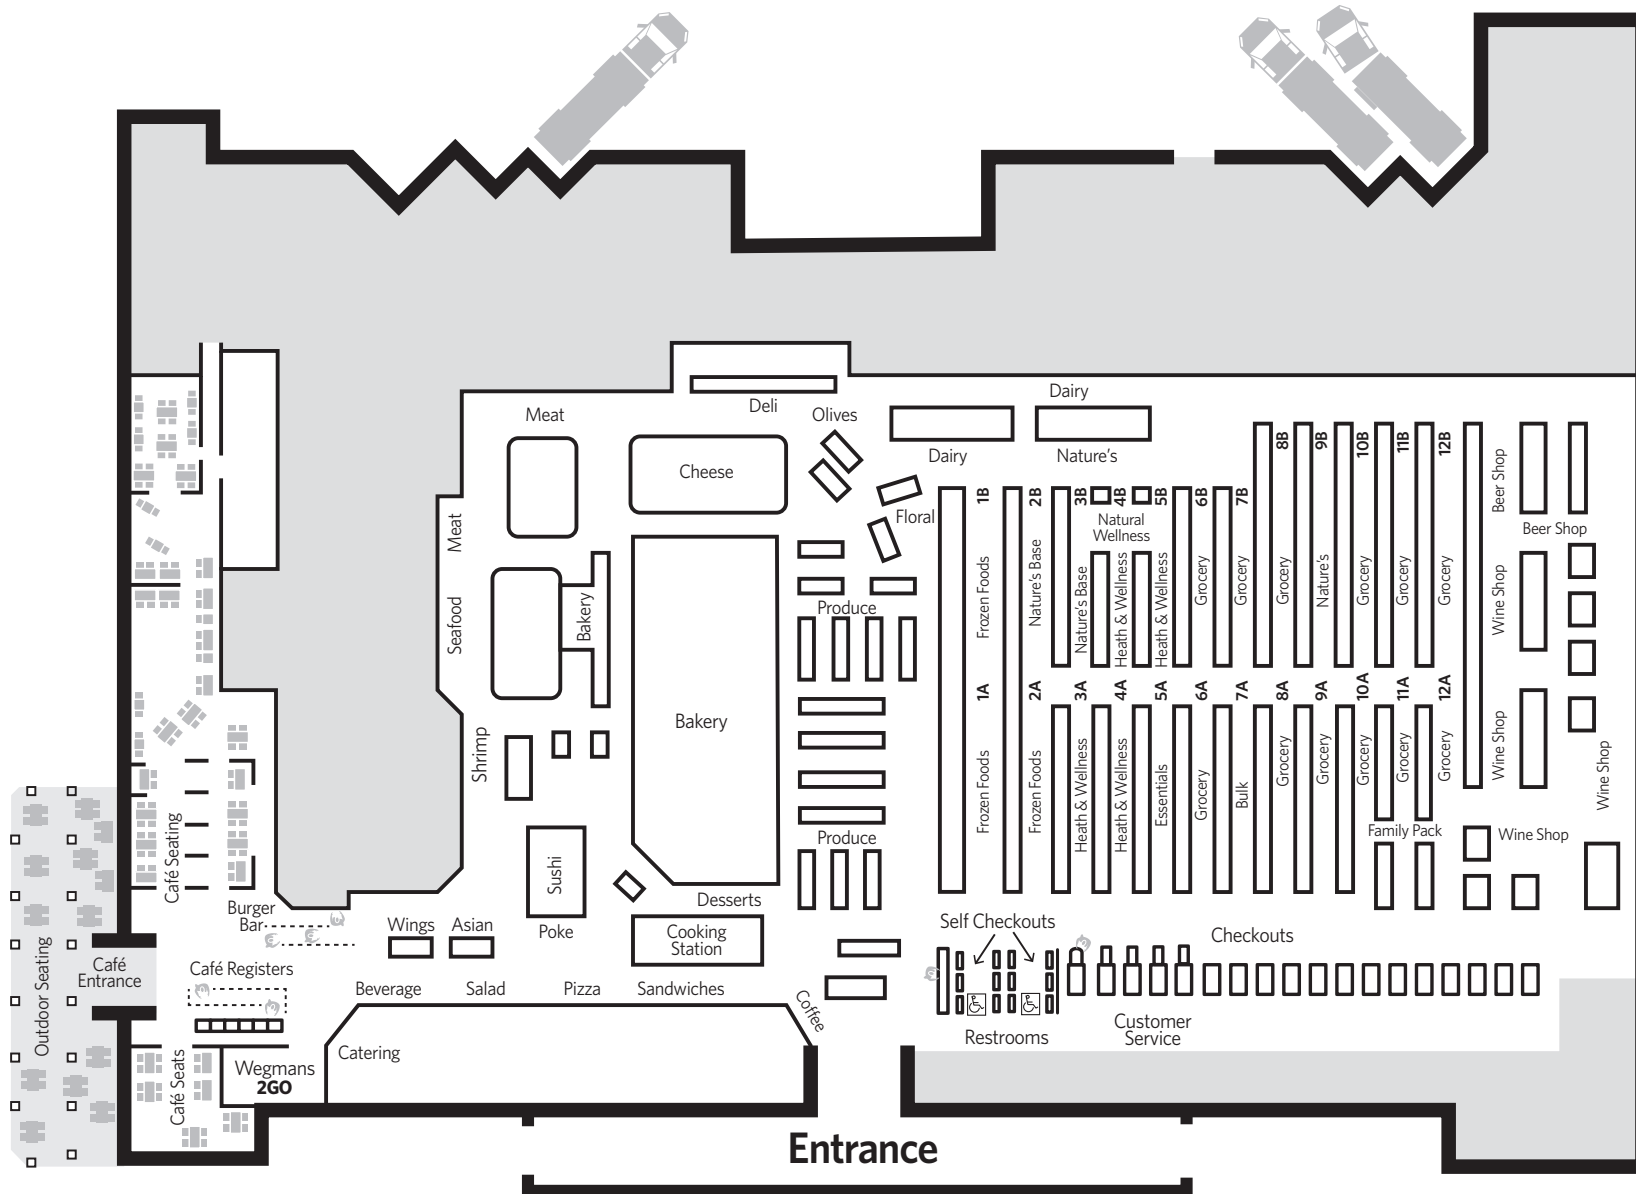 Dairy
Meat
Deli
Olives
Cheese
Dairy
Nature's
Floral
Meat
Seafood
Bakery
Bakery
Shrimp
Produce
Produce
1B
2B
3B
4B
5B
6B
7B
8B
9B
10B
11B
12B
Natural
Wellness
Frozen Foods
Nature's Base
Nature's Base
Heath & Wellness
Heath & Wellness
Grocery
Grocery
Grocery
Nature's
Grocery
Grocery
Grocery
Beer Shop
Beer Shop
Wine Shop
1A
2A
3A
4A
5A
6A
7A
8A
9A
10A
11A
12A
Frozen Foods
Frozen Foods
Heath & Wellness
Heath & Wellness
Essentials
Grocery
Bulk
Grocery
Grocery
Grocery
Grocery
Grocery
Wine Shop
Wine Shop
Family Pack
Wine Shop
Café Seating
Sushi
Poke
Desserts
Cooking
Station
Burger
Bar
Wings
Asian
Self Checkouts
Checkouts
Outdoor Seating
Café
Entrance
Café Registers
Beverage
Salad
Pizza
Sandwiches
Coffee
Restrooms
Customer
Service
Café Seats
Wegmans
2GO
Catering
Entrance